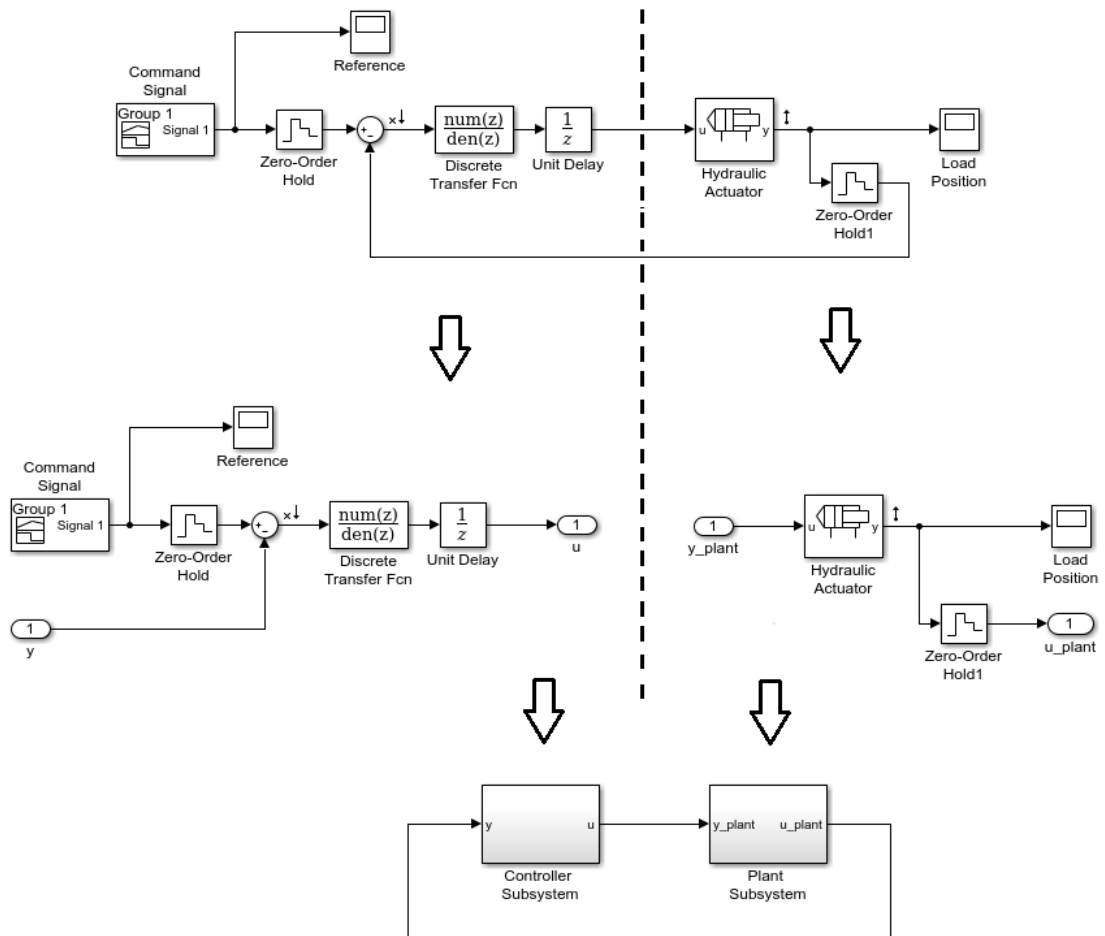 Reference
Command
Signal
Group 1
Signal 1
Zero-Order
Hold
+
-
×
num(z)
den(z)
Discrete
Transfer Fcn
1
z
Unit Delay
u
y
Hydraulic
Actuator
Load
Position
Zero-Order
Hold1
Reference
Command
Signal
Group 1
Signal 1
Zero-Order
Hold
+
-
×
num(z)
den(z)
Discrete
Transfer Fcn
1
z
Unit Delay
1
u
1
y
1
y_plant
u
y
Hydraulic
Actuator
Load
Position
Zero-Order
Hold1
1
u_plant
y
u
Controller
Subsystem
y_plant
u_plant
Plant
Subsystem